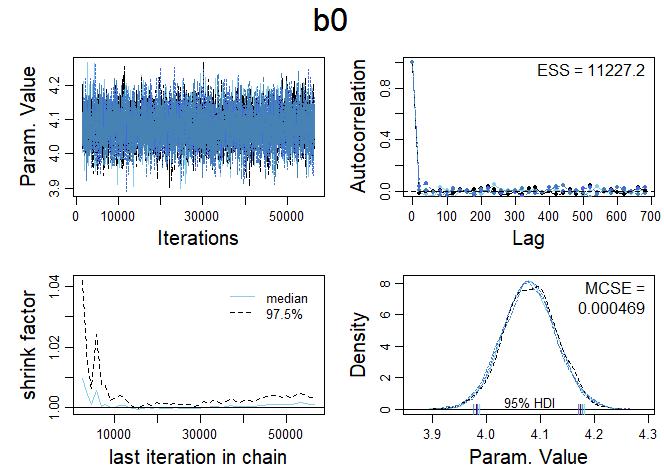 b0
Param. Value
3.9 4.0 4.1 4.2
0 10000 30000 50000
Iterations
Autocorrelation
0.0 0.4 0.8
ESS = 11227.2
0 100 200 300 400 500 600 700
Lag
shrink factor
1.00 1.02 1.04
median
97.5%
10000 30000 50000
last iteration in chain
Density
0 2 4 6 8
MCSE =
0.000469
95% HDI
3.9 4.0 4.1 4.2 4.3
Param. Value